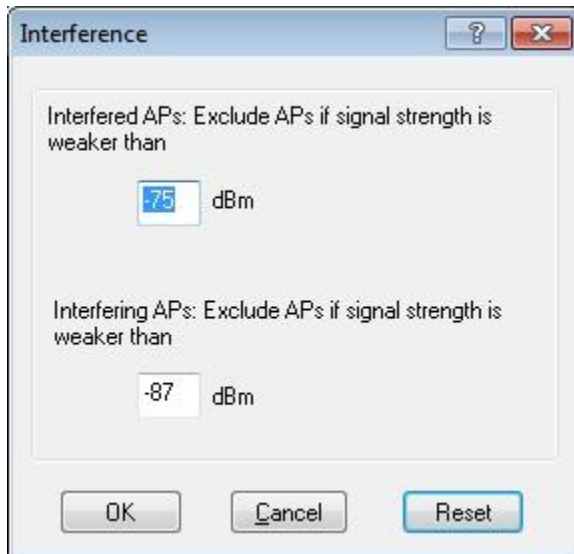 Interference
?
Interfered APs: Exclude APs if signal strength is
weaker than
-75 dBm
Interfering APs: Exclude APs if signal strength is
weaker than
-87 dBm
OK Cancel Reset